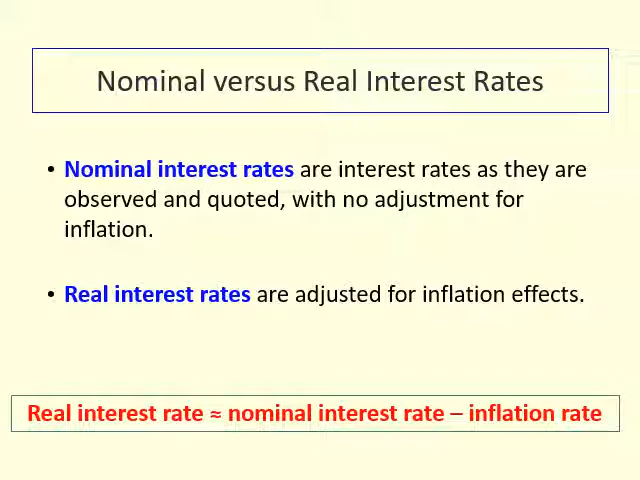 Nominal versus Real Interest Rates
• Nominal interest rates are interest rates as they are
observed and quoted, with no adjustment for
inflation.
• Real interest rates are adjusted for inflation effects.
Real interest rate ≈ nominal interest rate – inflation rate